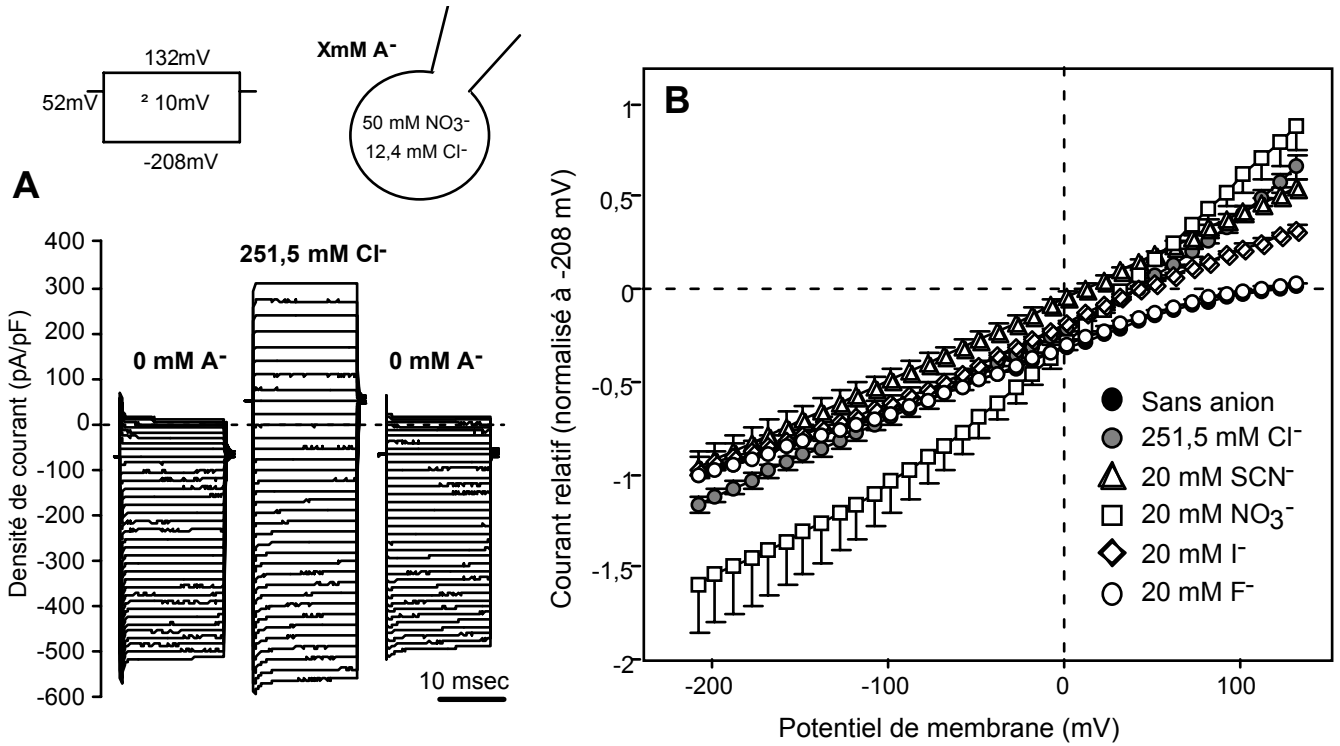 132mV
52mV
² 10mV
-208mV
XmM A⁻
50 mM NO3⁻
12,4 mM Cl⁻
A
Densité de courant (pA/pF)
400
300
200
100
0
-100
-200
-300
-400
-500
-600
0 mM A⁻
251,5 mM Cl⁻
0 mM A⁻
10 msec
B
Courant relatif (normalisé à -208 mV)
1
0,5
0
-0,5
-1
-1,5
-2
-200
-100
0
100
Potentiel de membrane (mV)
Sans anion
251,5 mM Cl⁻
20 mM SCN⁻
20 mM NO3⁻
20 mM I⁻
20 mM F⁻